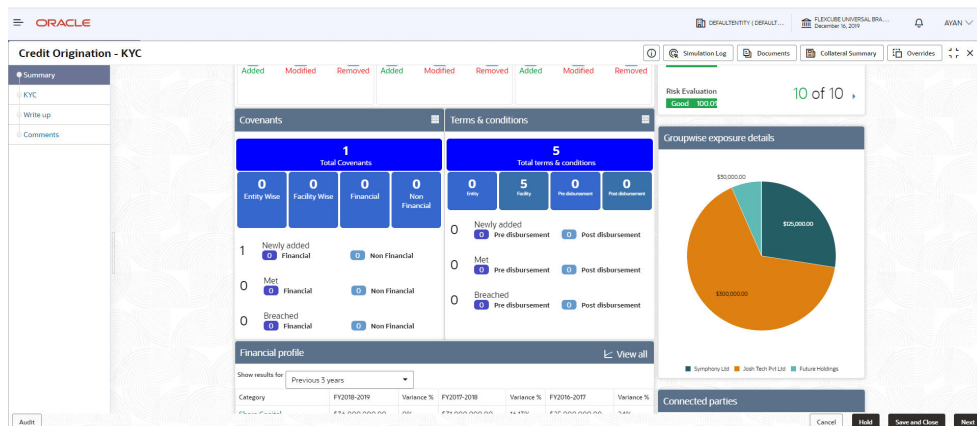 ORACLE
DEFAULTENTITY ( DEFAULT...
FLEXCUBE UNIVERSAL BRA...
December 16, 2019
AYAN
Credit Origination - KYC
Simulation Log
Documents
Collateral Summary
Overrides
Summary
KYC
Write up
Comments
Added Modified Removed Added Modified Removed Added Modified Removed
Risk Evaluation
Good 100.0%
10 of 10
Covenants
1
Total Covenants
0 Entity Wise
0 Facility Wise
0 Financial
0 Non Financial
1 Newly added
0 Financial 0 Non Financial
0 Met
0 Financial 0 Non Financial
0 Breached
0 Financial 0 Non Financial
Terms & conditions
5
Total terms & conditions
0 Entity
5 Facility
0 Pre disbursement
0 Post disbursement
0 Newly added
0 Pre disbursement 0 Post disbursement
0 Met
0 Pre disbursement 0 Post disbursement
0 Breached
0 Pre disbursement 0 Post disbursement
Groupwise exposure details
$30,000.00
$125,000.00
$300,000.00
Symphony Ltd Josh Tech Pvt Ltd Future Holdings
Financial profile
View all
Show results for Previous 3 years
Category FY2018-2019 Variance % FY2017-2018 Variance % FY2016-2017 Variance %
Connected parties
Audit
Cancel
Hold
Save and Close
Next